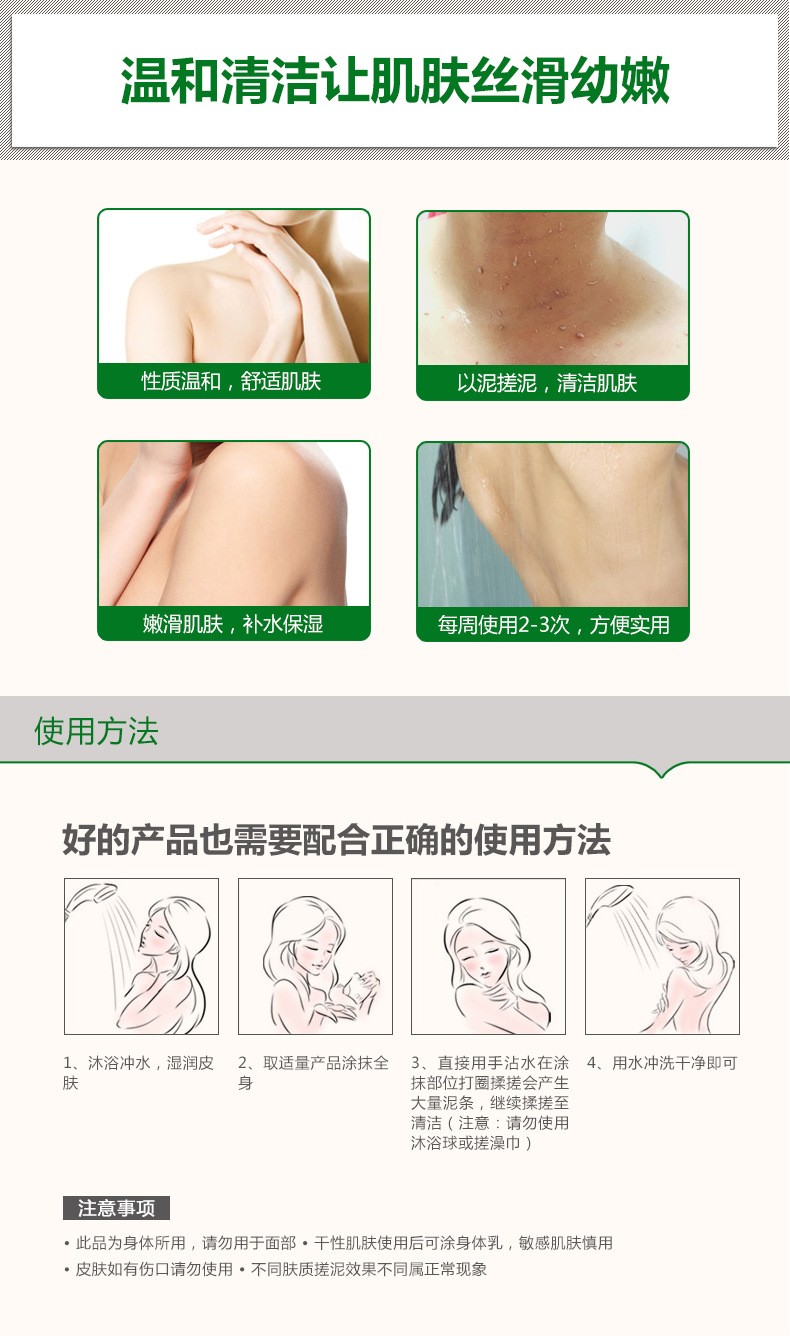 温和清洁让肌肤丝滑幼嫩
性质温和，舒适肌肤
以泥搓泥，清洁肌肤
嫩滑肌肤，补水保湿
每周使用2-3次，方便实用
使用方法
好的产品也需要配合正确的使用方法
1、沐浴冲水，湿润皮
肤
2、取适量产品涂抹全
身
3、直接用手沾水在涂
抹部位打圈揉搓会产生
大量泥条，继续揉搓至
清洁（注意：请勿使用
沐浴球或搓澡巾）
4、用水冲洗干净即可
注意事项
• 此品为身体所用，请勿用于面部 • 干性肌肤使用后可涂身体乳，敏感肌肤慎用
• 皮肤如有伤口请勿使用 • 不同肤质搓泥效果不同属正常现象